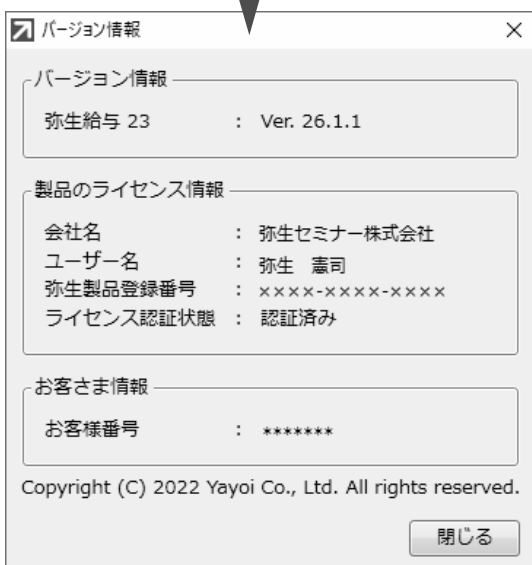 バージョン情報
バージョン情報
弥生給与 23 : Ver. 26.1.1
製品のライセンス情報
会社名 : 弥生セミナー株式会社
ユーザー名 : 弥生 憲司
弥生製品登録番号 : ××××-××××-××××
ライセンス認証状態 : 認証済み
お客さま情報
お客様番号 : *******
Copyright (C) 2022 Yayoi Co., Ltd. All rights reserved.
閉じる